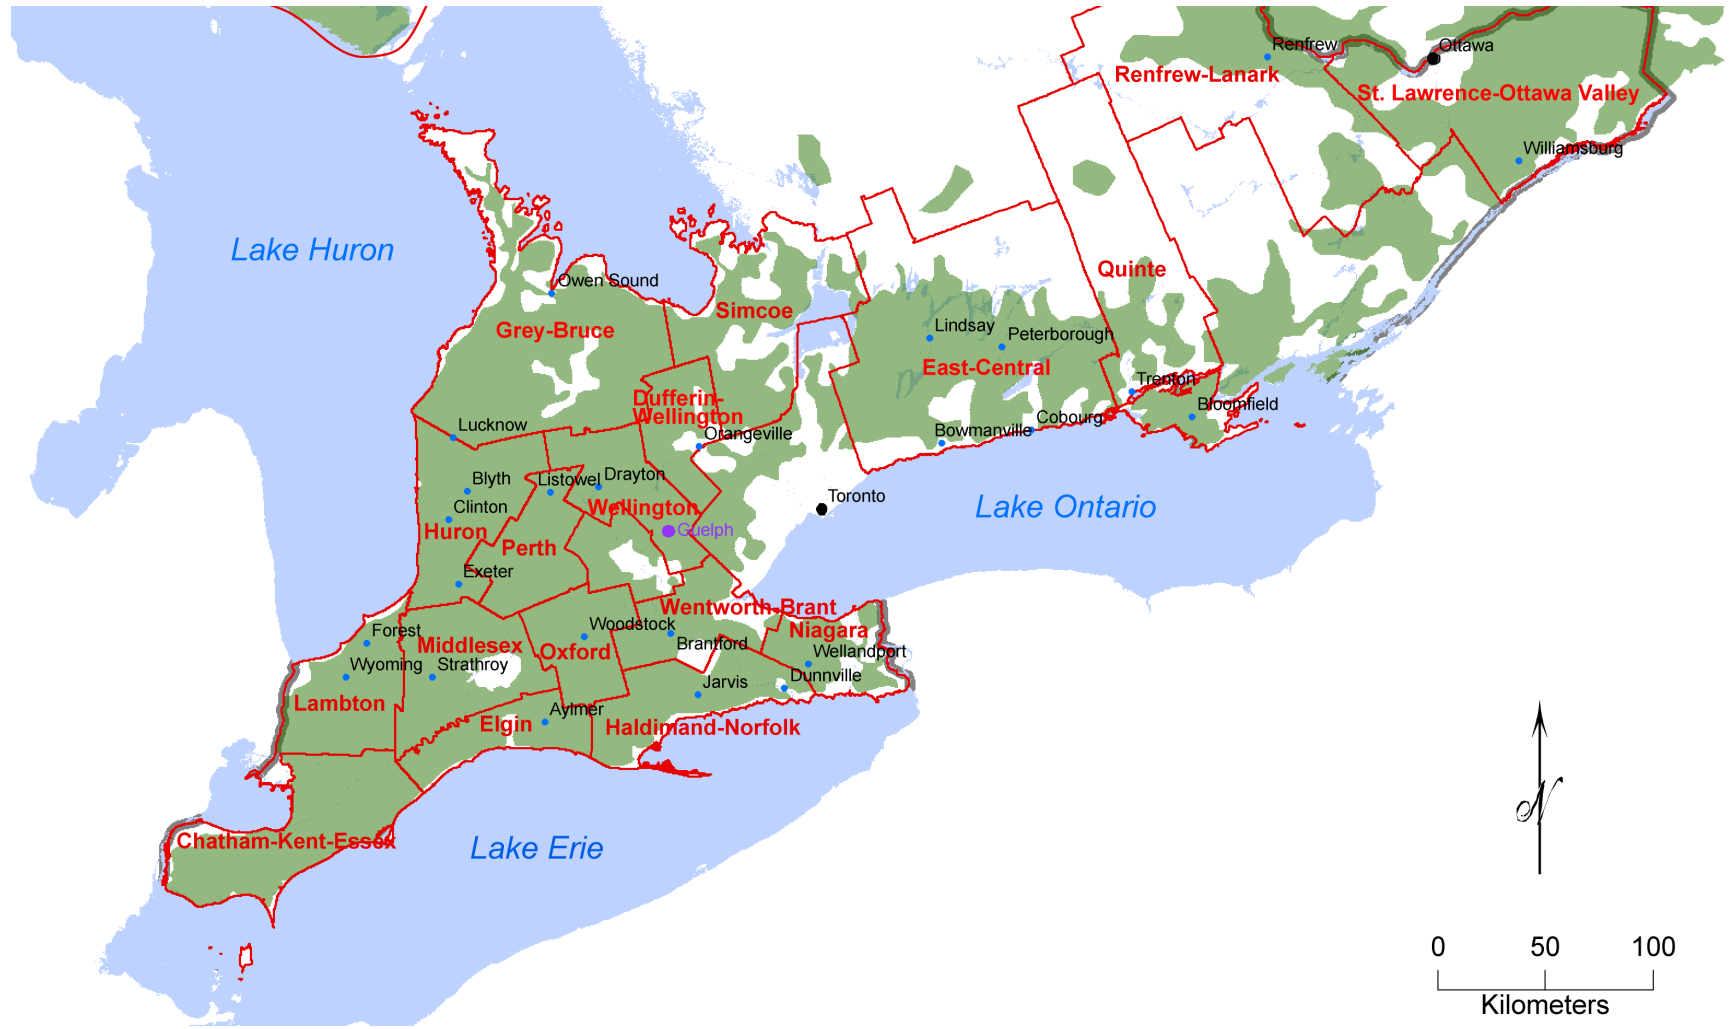 Renfrew
Ottawa
Renfrew-Lanark
St. Lawrence-Ottawa Valley
Williamsburg
Lake Huron
Owen Sound
Quinte
Simcoe
Grey-Bruce
Lindsay
Peterborough
East-Central
Trenton
Dufferin-
Wellington
Bloomfield
Cobourg
Lucknow
Orangeville
Bowmanville
Blyth
Listowel
Drayton
Toronto
Clinton
Wellington
Lake Ontario
Huron
Guelph
Perth
Exeter
Wentworth-Brant
Woodstock
Forest
Niagara
Middlesex
Brantford
Oxford
Wellandport
Wyoming
Strathroy
Dunnville
Jarvis
Lambton
Aylmer
Elgin
Haldimand-Norfolk
N
Chatham-Kent-Essex
Lake Erie
0 50 100
Kilometers